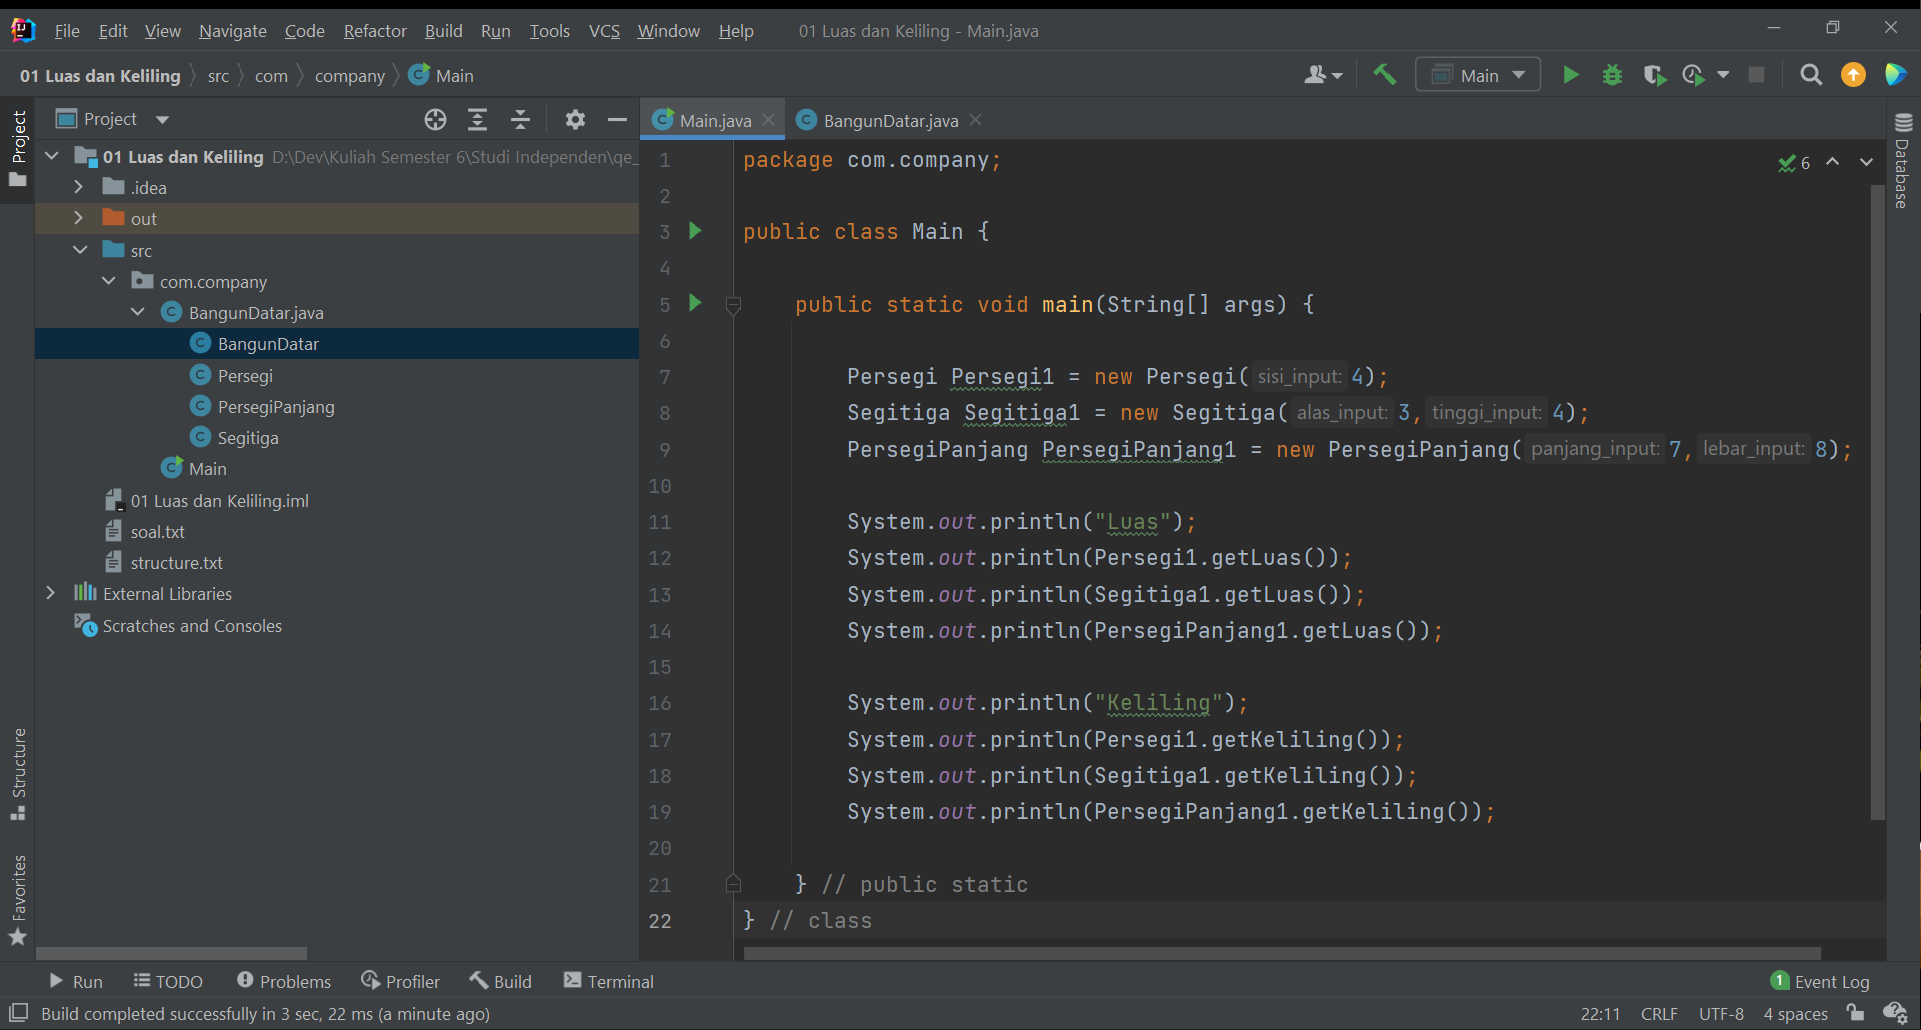 File Edit View Navigate Code Refactor Build Run Tools VCS Window Help 01 Luas dan Keliling - Main.java
01 Luas dan Keliling src com company Main
Main
Project
Main.java
BangunDatar.java
Project
Structure
Favorites
Database
01 Luas dan Keliling D:\Dev\Kuliah Semester 6\Studi Independen\qe_
.idea
out
src
com.company
BangunDatar.java
BangunDatar
Persegi
PersegiPanjang
Segitiga
Main
01 Luas dan Keliling.iml
soal.txt
structure.txt
External Libraries
Scratches and Consoles
6
1 package com.company;
2
3 public class Main {
4
5 public static void main(String[] args) {
6
7 Persegi Persegi1 = new Persegi( sisi_input: 4);
8 Segitiga Segitiga1 = new Segitiga( alas_input: 3, tinggi_input: 4);
9 PersegiPanjang PersegiPanjang1 = new PersegiPanjang( panjang_input: 7, lebar_input: 8);
10
11 System.out.println("Luas");
12 System.out.println(Persegi1.getLuas());
13 System.out.println(Segitiga1.getLuas());
14 System.out.println(PersegiPanjang1.getLuas());
15
16 System.out.println("Keliling");
17 System.out.println(Persegi1.getKeliling());
18 System.out.println(Segitiga1.getKeliling());
19 System.out.println(PersegiPanjang1.getKeliling());
20
21 } // public static
22 } // class
Run TODO Problems Profiler Build Terminal 1 Event Log
Build completed successfully in 3 sec, 22 ms (a minute ago) 22:11 CRLF UTF-8 4 spaces